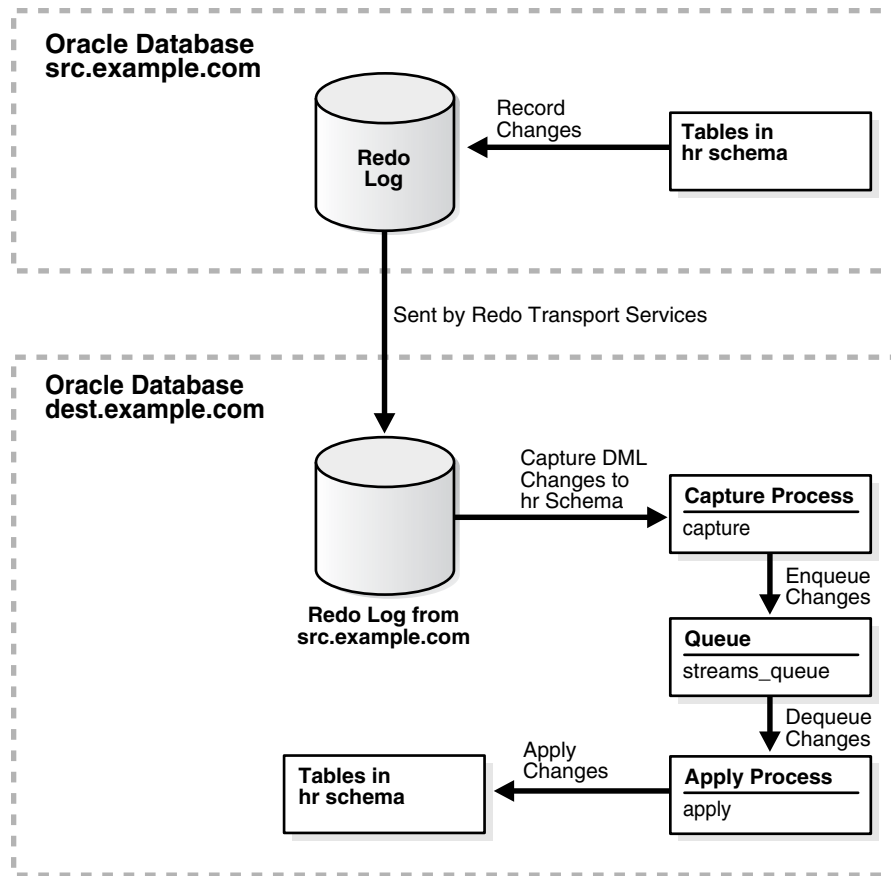 Oracle Database
src.example.com
Record
Changes
Redo
Log
Tables in
hr schema
Sent by Redo Transport Services
Oracle Database
dest.example.com
Capture DML
Changes to
hr Schema
Capture Process
capture
Enqueue
Changes
Redo Log from
src.example.com
Queue
streams_queue
Dequeue
Changes
Apply
Changes
Tables in
hr schema
Apply Process
apply